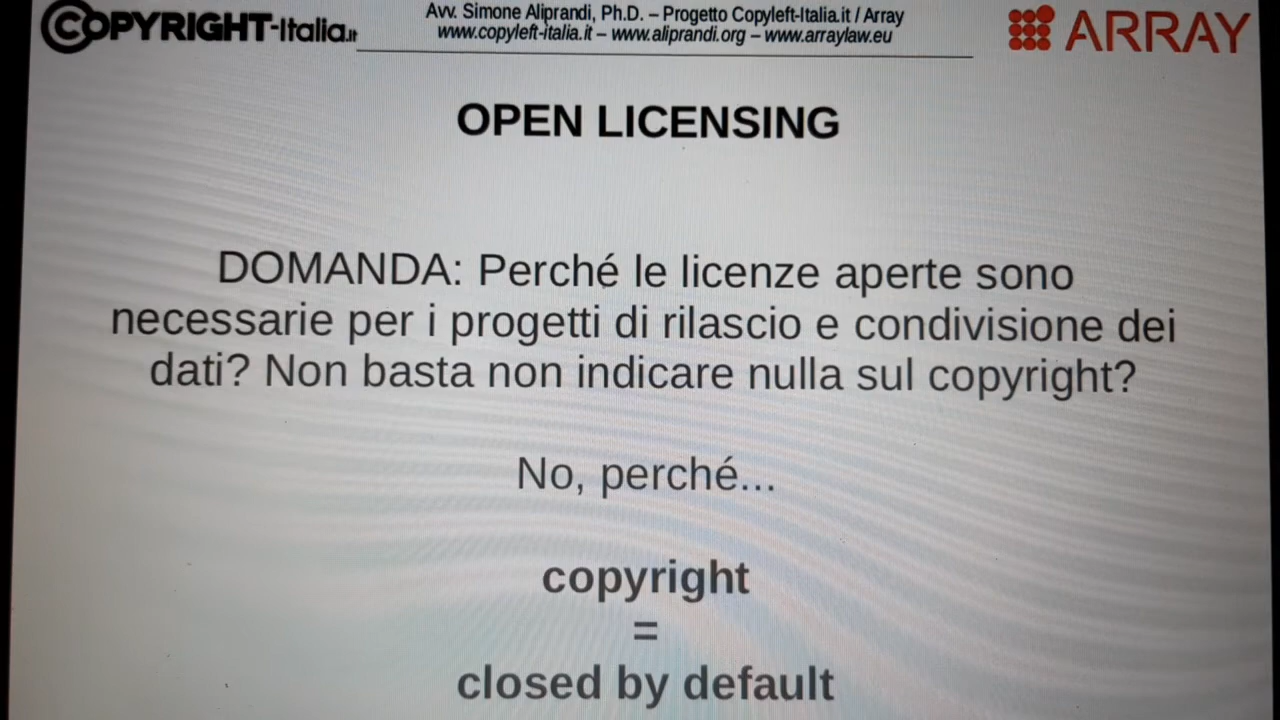 COPYRIGHT-Italia.it
Avv. Simone Aliprandi, Ph.D. – Progetto Copyleft-Italia.it / Array
www.copyleft-italia.it – www.aliprandi.org – www.arraylaw.eu
ARRAY
OPEN LICENSING
DOMANDA: Perché le licenze aperte sono
necessarie per i progetti di rilascio e condivisione dei
dati? Non basta non indicare nulla sul copyright?
No, perché...
copyright
=
closed by default